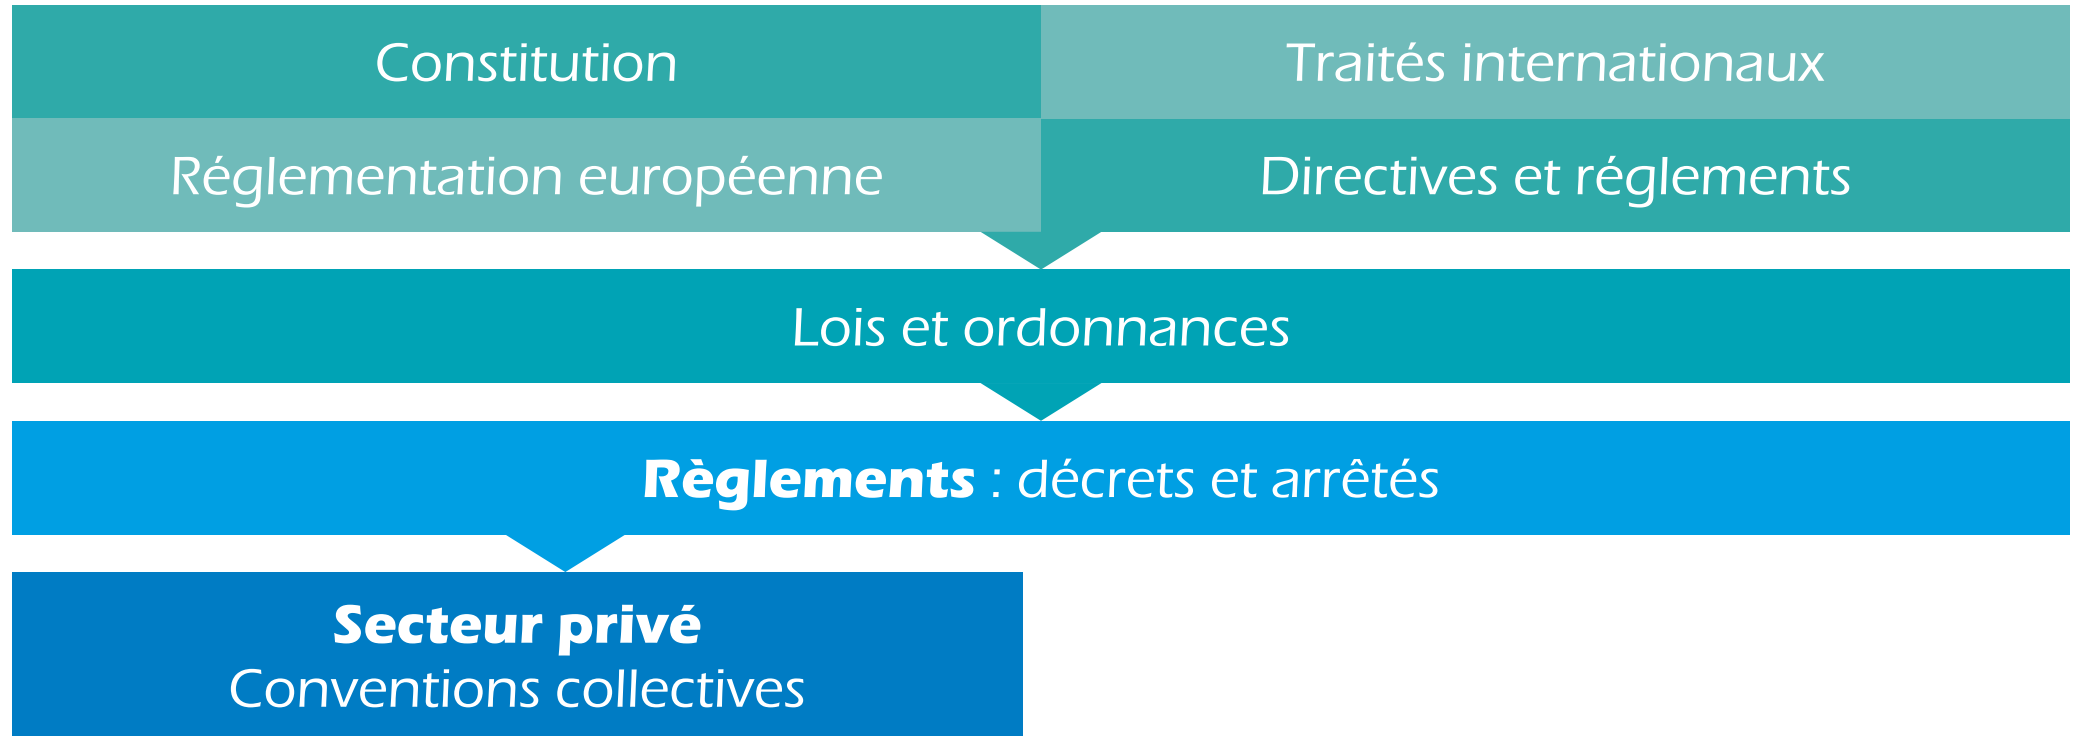 Constitution
Traités internationaux
Réglementation européenne
Directives et réglements
Lois et ordonnances
Règlements : décrets et arrêtés
Secteur privé
Conventions collectives